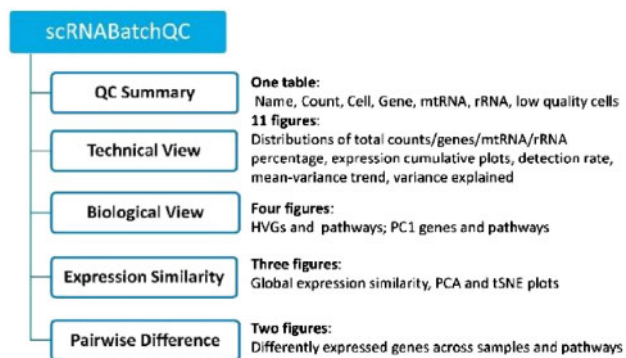 scRNABatchQC
QC Summary
One table:
Name, Count, Cell, Gene, mtRNA, rRNA, low quality cells
Technical View
11 figures:
Distributions of total counts/genes/mtRNA/rRNA
percentage, expression cumulative plots, detection rate,
mean-variance trend, variance explained
Biological View
Four figures:
HVGs and pathways; PC1 genes and pathways
Expression Similarity
Three figures:
Global expression similarity, PCA and tSNE plots
Pairwise Difference
Two figures:
Differently expressed genes across samples and pathways